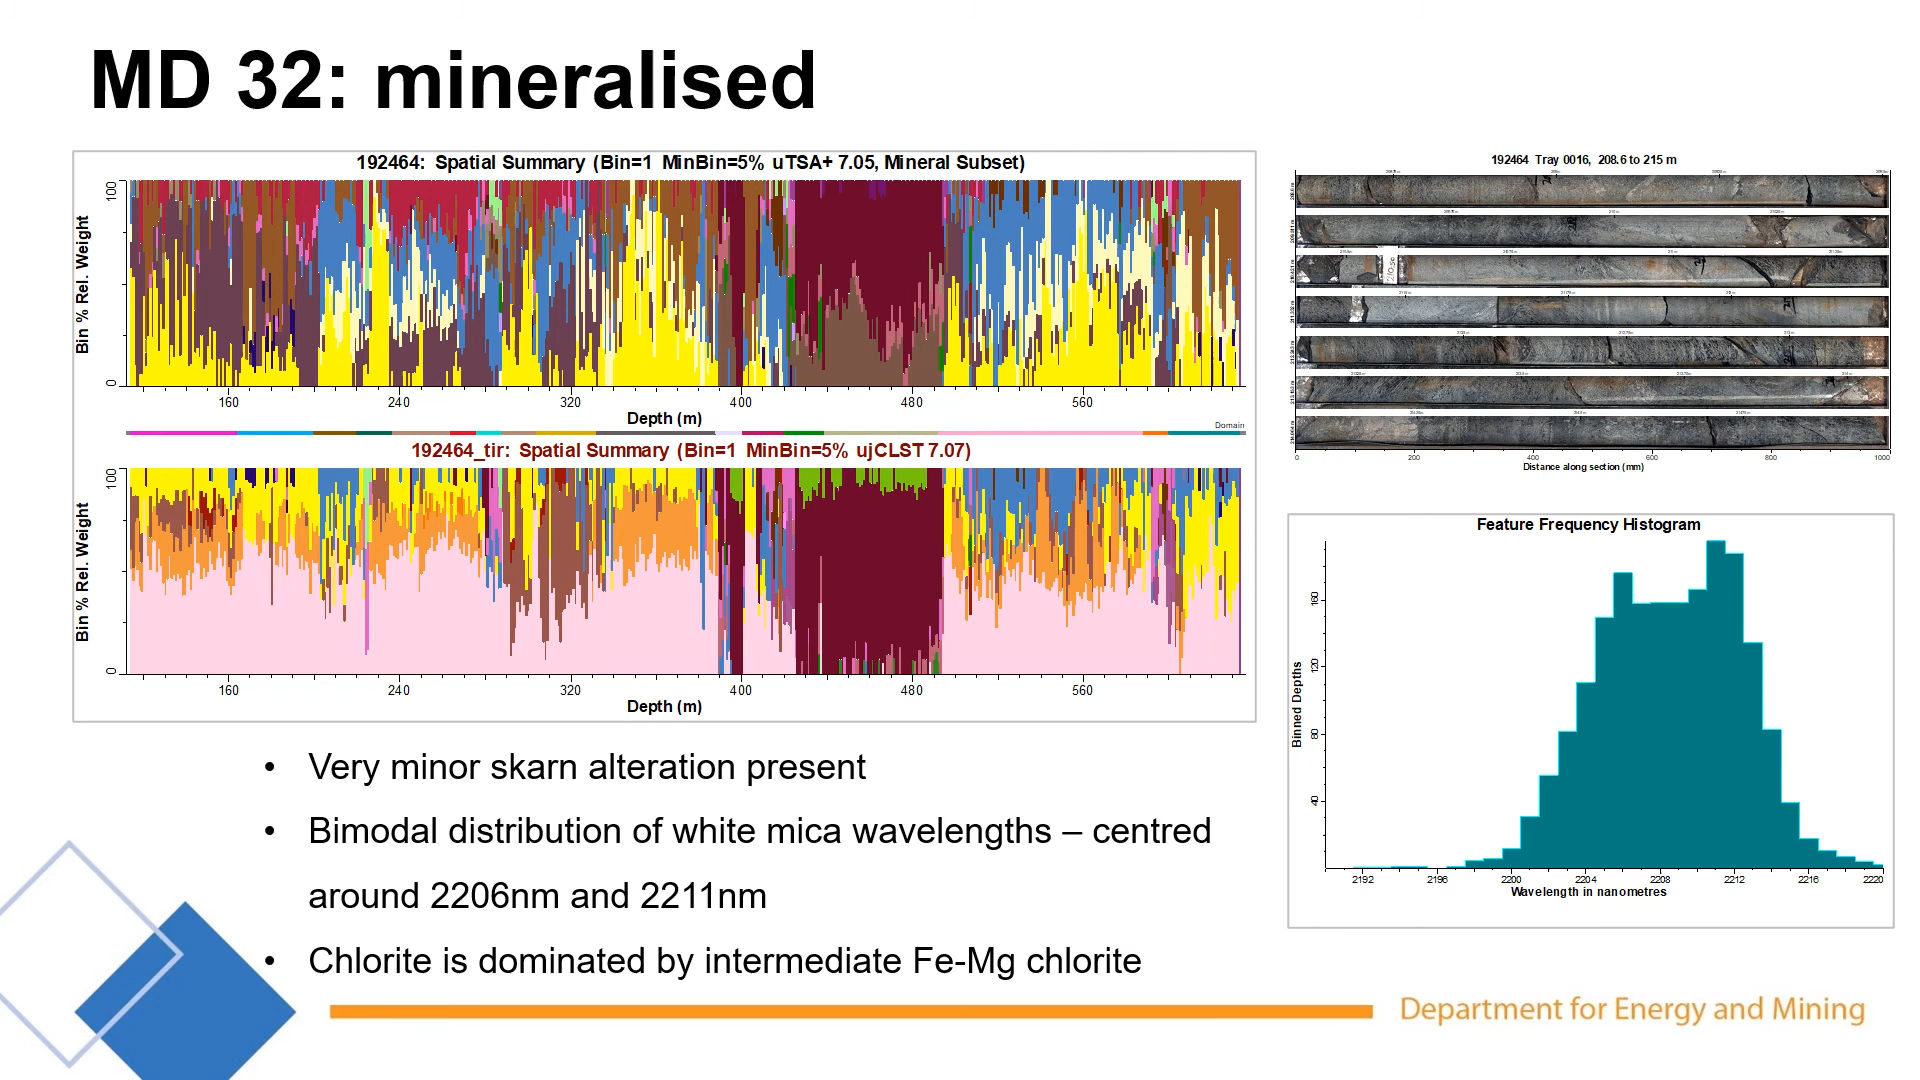 MD 32: mineralised
192464: Spatial Summary (Bin=1 MinBin=5% uTSA+ 7.05, Mineral Subset)
Bin % Rel. Weight
100
0
160 240 320 400 480 560
Depth (m)
Domain
192464_tir: Spatial Summary (Bin=1 MinBin=5% ujCLST 7.07)
Bin % Rel. Weight
100
0
160 240 320 400 480 560
Depth (m)
192464 Tray 0016, 208.6 to 215 m
0 200 400 600 800 1000
Distance along section (mm)
Feature Frequency Histogram
Binned Depths
160
120
80
40
2192 2196 2200 2204 2208 2212 2216 2220
Wavelength in nanometres
• Very minor skarn alteration present
• Bimodal distribution of white mica wavelengths – centred
around 2206nm and 2211nm
• Chlorite is dominated by intermediate Fe-Mg chlorite
Department for Energy and Mining